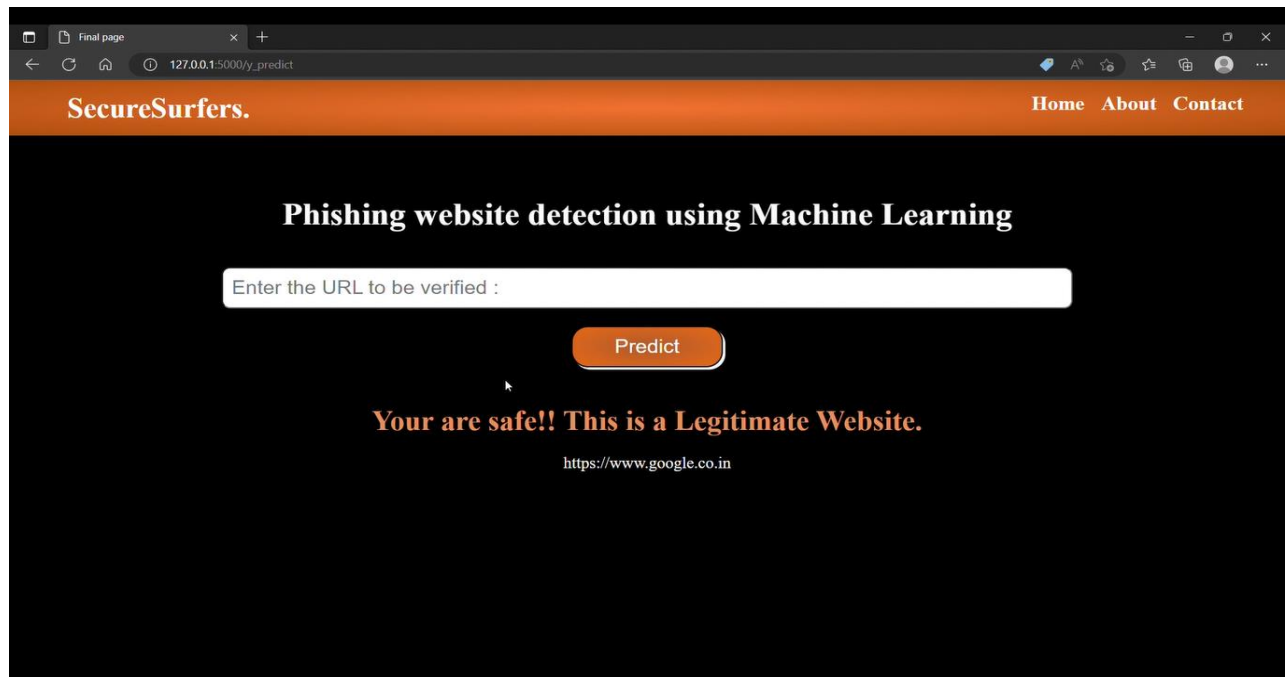 Final page
127.0.0.1:5000/y_predict
SecureSurfers.
Home About Contact
Phishing website detection using Machine Learning
Enter the URL to be verified :
Predict
Your are safe!! This is a Legitimate Website.
https://www.google.co.in